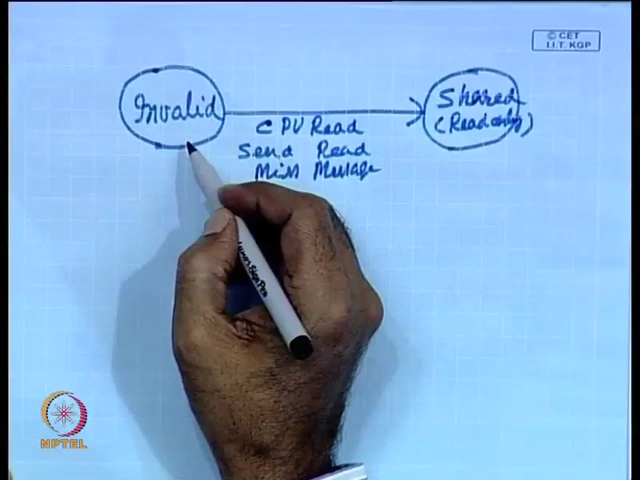 © CET
I.I.T. KGP
Invalid
Shared
(Read only)
CPU Read
Send Read
Miss Message
NPTEL